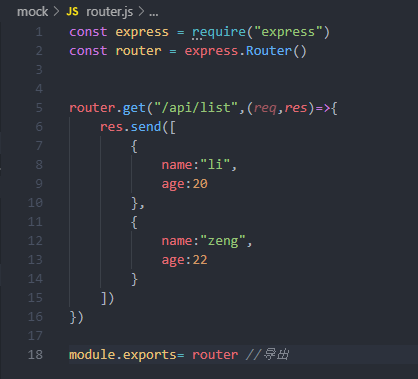 mock > JS router.js > ...
1 const express = require("express")
2 const router = express.Router()
3
4
5 router.get("/api/list",(req,res)=>{
6 res.send([
7 {
8 name:"li",
9 age:20
10 },
11 {
12 name:"zeng",
13 age:22
14 }
15 ])
16 })
17
18 module.exports= router //导出